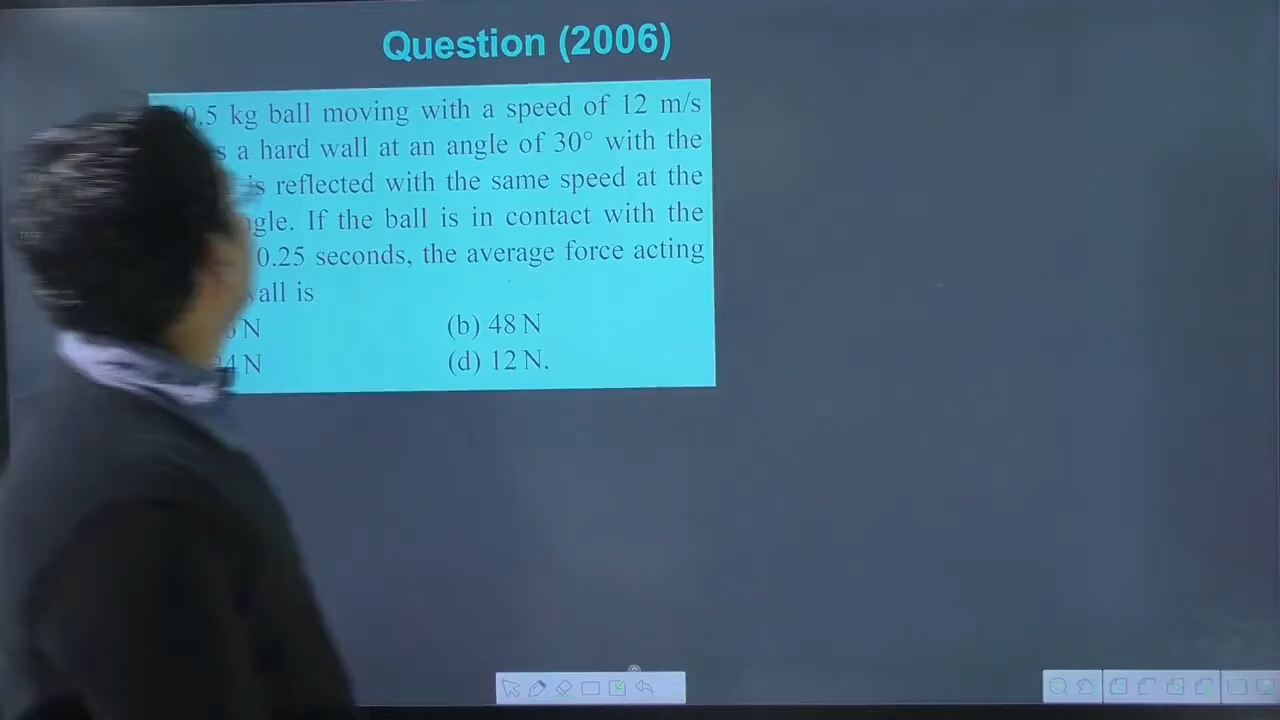 Question (2006)
0.5 kg ball moving with a speed of 12 m/s
a hard wall at an angle of 30° with the
is reflected with the same speed at the
If the ball is in contact with the
0.25 seconds, the average force acting
is
N (b) 48 N
N (d) 12 N.